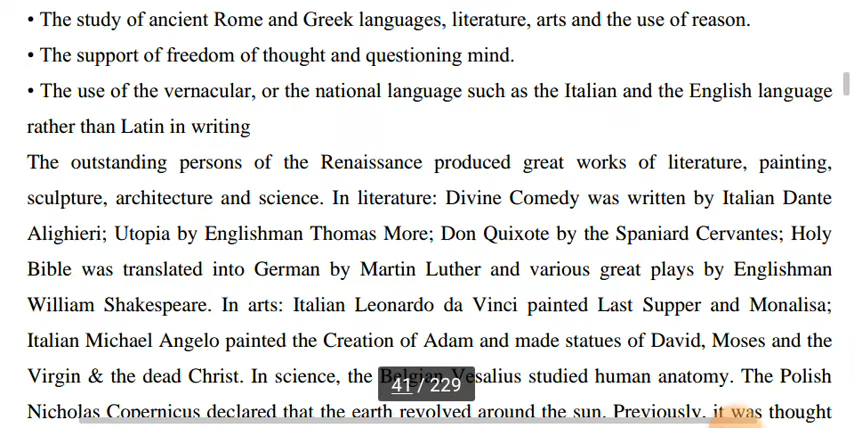 • The study of ancient Rome and Greek languages, literature, arts and the use of reason.
• The support of freedom of thought and questioning mind.
• The use of the vernacular, or the national language such as the Italian and the English language
rather than Latin in writing
The outstanding persons of the Renaissance produced great works of literature, painting,
sculpture, architecture and science. In literature: Divine Comedy was written by Italian Dante
Alighieri; Utopia by Englishman Thomas More; Don Quixote by the Spaniard Cervantes; Holy
Bible was translated into German by Martin Luther and various great plays by Englishman
William Shakespeare. In arts: Italian Leonardo da Vinci painted Last Supper and Monalisa;
Italian Michael Angelo painted the Creation of Adam and made statues of David, Moses and the
Virgin & the dead Christ. In science, the Belgian Vesalius studied human anatomy. The Polish
41 / 229
Nicholas Copernicus declared that the earth revolved around the sun. Previously, it was thought